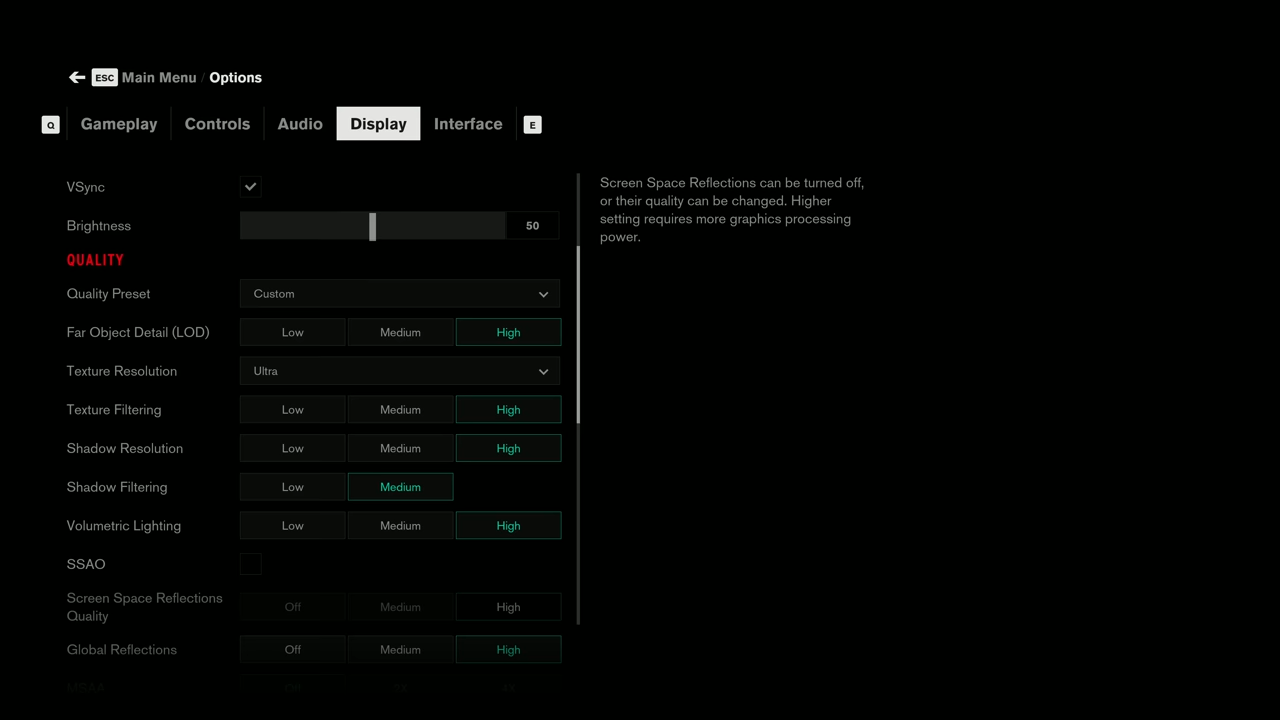 ESC Main Menu / Options
Q Gameplay Controls Audio Display Interface E
VSync
Brightness 50
QUALITY
Quality Preset Custom
Far Object Detail (LOD) Low Medium High
Texture Resolution Ultra
Texture Filtering Low Medium High
Shadow Resolution Low Medium High
Shadow Filtering Low Medium
Volumetric Lighting Low Medium High
SSAO
Screen Space Reflections
Quality Off Medium High
Global Reflections Off Medium High
Screen Space Reflections can be turned off,
or their quality can be changed. Higher
setting requires more graphics processing
power.